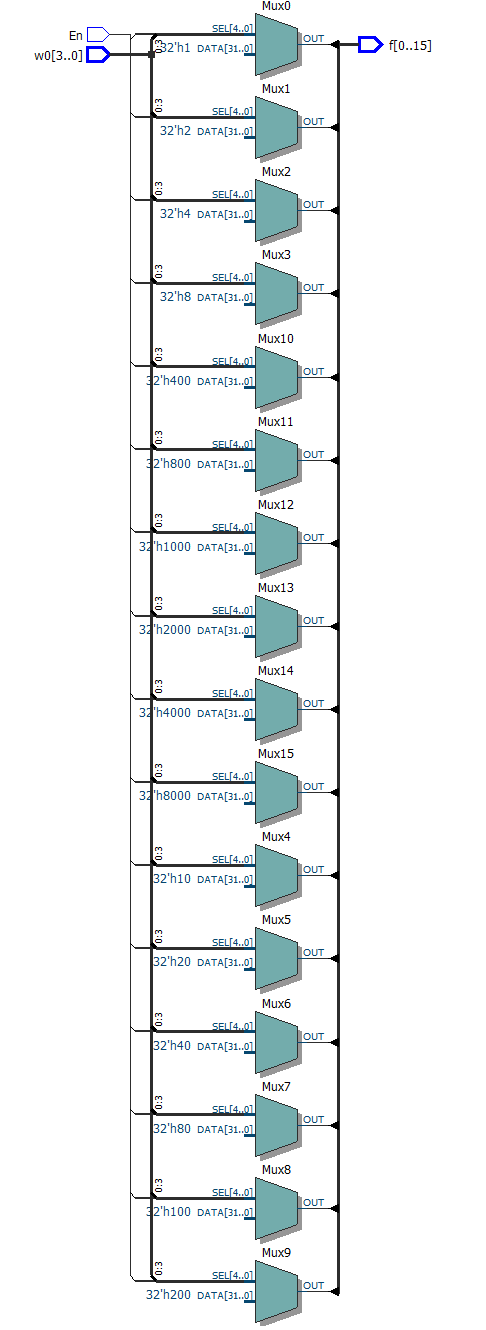 Mux0
En
SEL[4..0]
w0[3..0]
0:3
32'h1 DATA[31..0]
OUT
f[0..15]
Mux1
0:3
SEL[4..0]
32'h2 DATA[31..0]
OUT
Mux2
0:3
SEL[4..0]
32'h4 DATA[31..0]
OUT
Mux3
0:3
SEL[4..0]
32'h8 DATA[31..0]
OUT
Mux10
0:3
SEL[4..0]
32'h400 DATA[31..0]
OUT
Mux11
0:3
SEL[4..0]
32'h800 DATA[31..0]
OUT
Mux12
0:3
SEL[4..0]
32'h1000 DATA[31..0]
OUT
Mux13
0:3
SEL[4..0]
32'h2000 DATA[31..0]
OUT
Mux14
0:3
SEL[4..0]
32'h4000 DATA[31..0]
OUT
Mux15
0:3
SEL[4..0]
32'h8000 DATA[31..0]
OUT
Mux4
0:3
SEL[4..0]
32'h10 DATA[31..0]
OUT
Mux5
0:3
SEL[4..0]
32'h20 DATA[31..0]
OUT
Mux6
0:3
SEL[4..0]
32'h40 DATA[31..0]
OUT
Mux7
0:3
SEL[4..0]
32'h80 DATA[31..0]
OUT
Mux8
0:3
SEL[4..0]
32'h100 DATA[31..0]
OUT
Mux9
0:3
SEL[4..0]
32'h200 DATA[31..0]
OUT